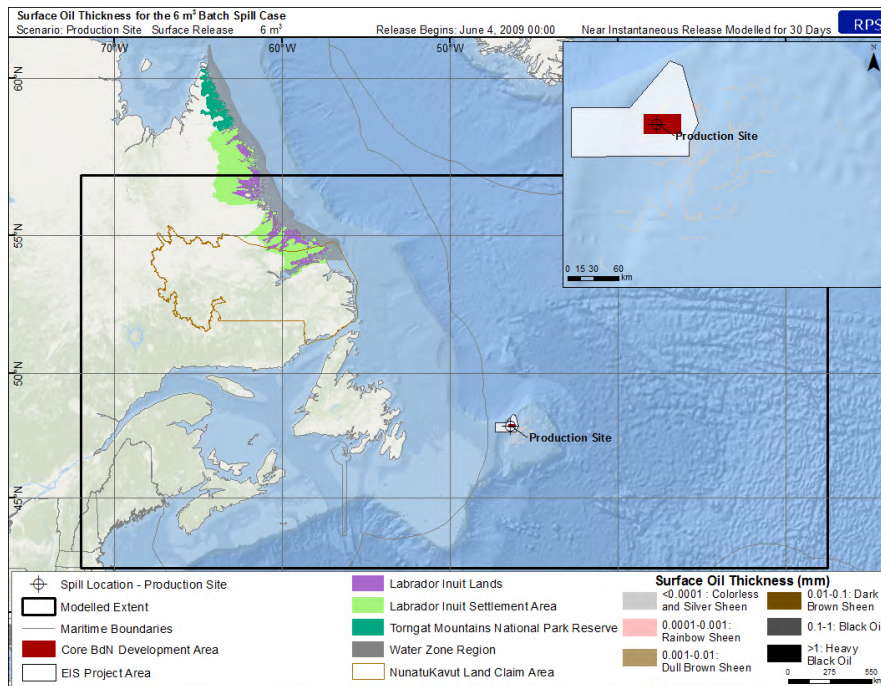 Surface Oil Thickness for the 6 m³ Batch Spill Case
Scenario: Production Site Surface Release 6 m³ Release Begins: June 4, 2009 00:00 Near Instantaneous Release Modelled for 30 Days
RPS
70°W 60°W 50°W
N
60°N
Production Site
55°N
0 15 30 60
km
50°N
Production Site
45°N
Spill Location - Production Site
Modelled Extent
Maritime Boundaries
Core BdN Development Area
EIS Project Area
Labrador Inuit Lands
Labrador Inuit Settlement Area
Torngat Mountains National Park Reserve
Water Zone Region
NunatuKavut Land Claim Area
Surface Oil Thickness (mm)
<0.0001 : Colorless
and Silver Sheen
0.0001-0.001:
Rainbow Sheen
0.001-0.01:
Dull Brown Sheen
0.01-0.1: Dark
Brown Sheen
0.1-1: Black Oil
>1: Heavy
Black Oil
0 275 550
km